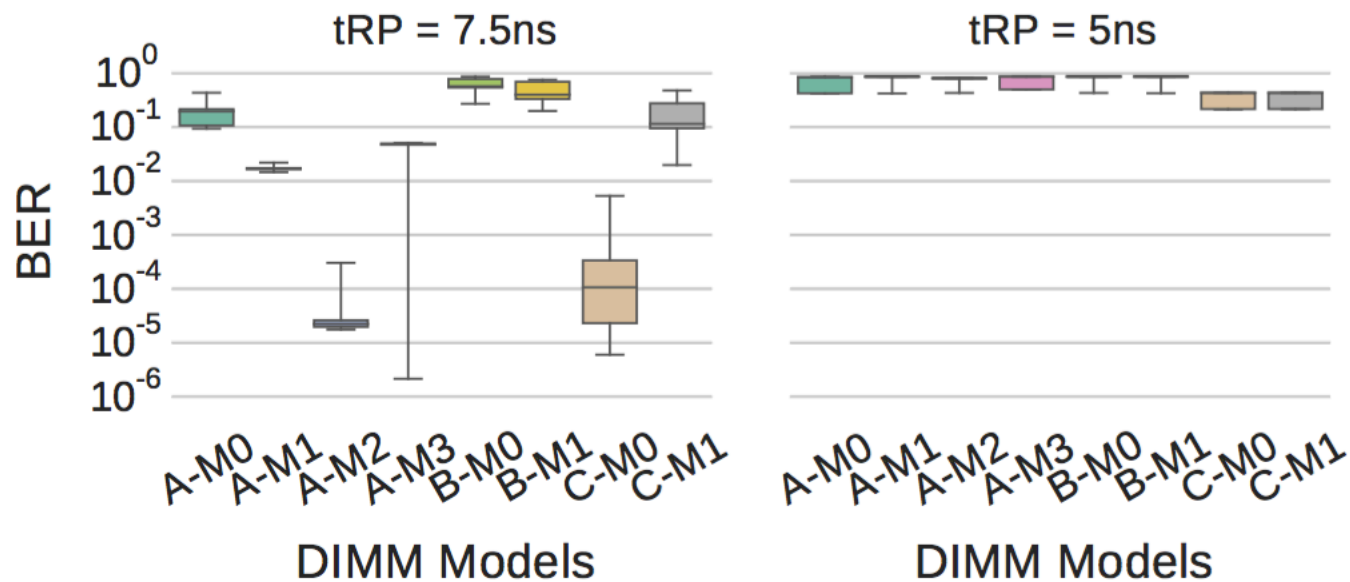 tRP = 7.5ns
tRP = 5ns
BER
10^0
10^-1
10^-2
10^-3
10^-4
10^-5
10^-6
A-M0
A-M1
A-M2
A-M3
B-M0
B-M1
C-M0
C-M1
A-M0
A-M1
A-M2
A-M3
B-M0
B-M1
C-M0
C-M1
DIMM Models
DIMM Models